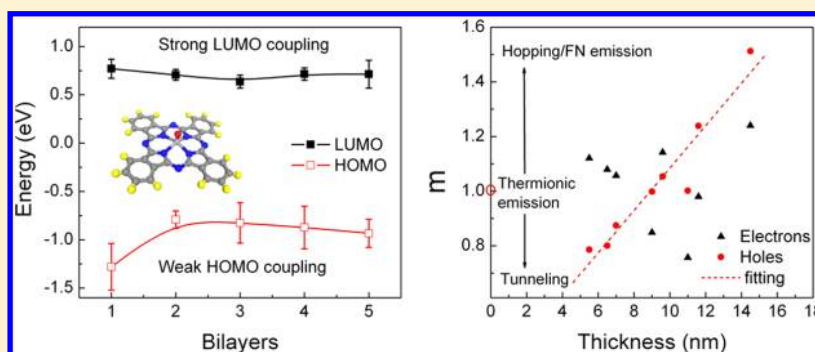 Strong LUMO coupling
LUMO
HOMO
Weak HOMO coupling
Energy (eV)
1.0
0.5
0.0
-0.5
-1.0
-1.5
1 2 3 4 5
Bilayers
Hopping/FN emission
Thermionic
emission
Tunneling
Electrons
Holes
fitting
m
1.6
1.4
1.2
1.0
0.8
0 2 4 6 8 10 12 14 16 18
Thickness (nm)